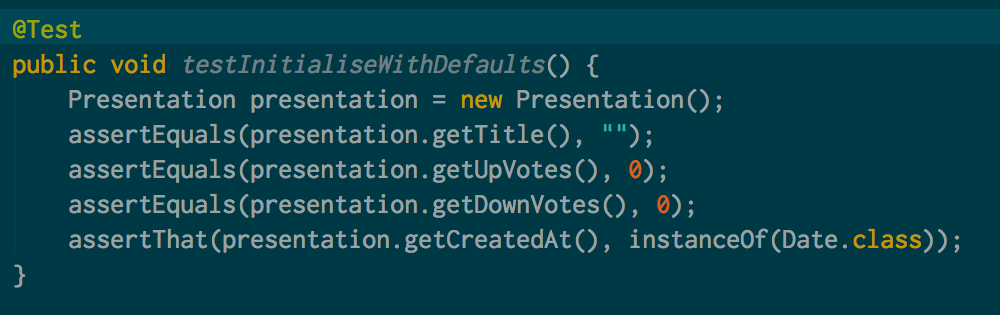 @Test
public void testInitialiseWithDefaults() {
    Presentation presentation = new Presentation();
    assertEquals(presentation.getTitle(), "");
    assertEquals(presentation.getUpVotes(), 0);
    assertEquals(presentation.getDownVotes(), 0);
    assertThat(presentation.getCreatedAt(), instanceOf(Date.class));
}